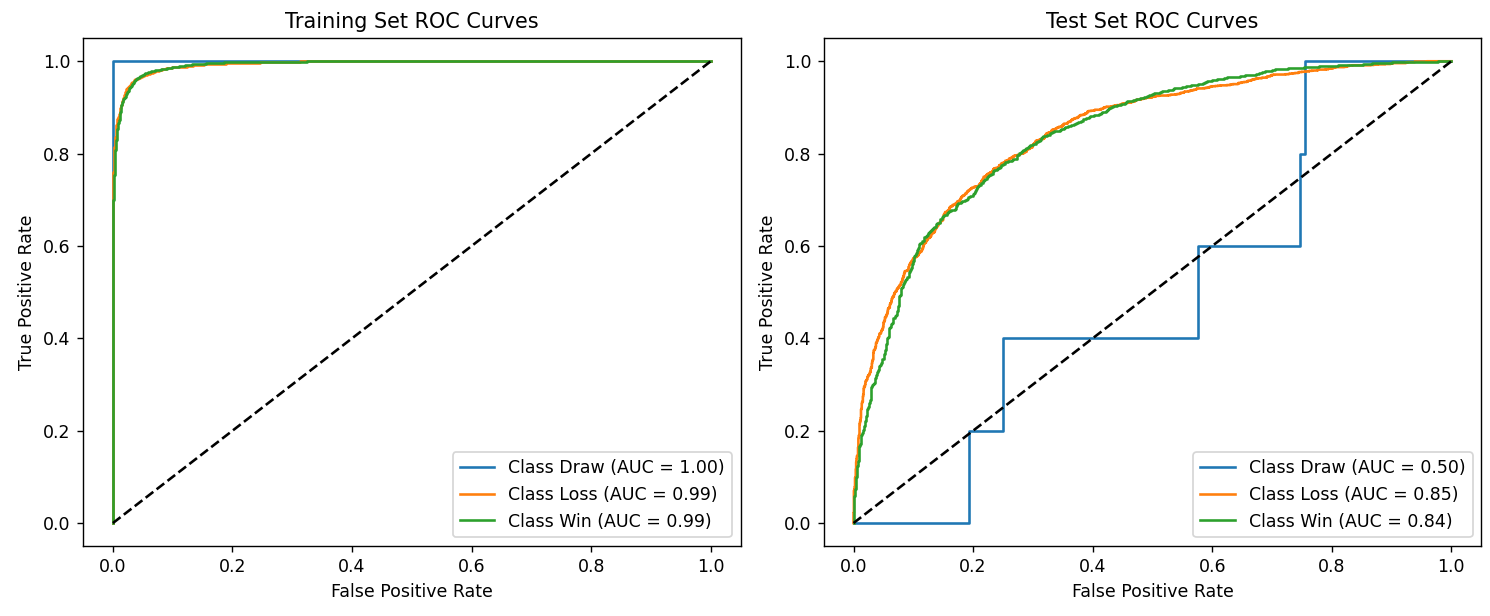 Training Set ROC Curves
1.0
0.8
0.6
0.4
0.2
0.0
True Positive Rate
0.0 0.2 0.4 0.6 0.8 1.0
False Positive Rate
Class Draw (AUC = 1.00)
Class Loss (AUC = 0.99)
Class Win (AUC = 0.99)
Test Set ROC Curves
1.0
0.8
0.6
0.4
0.2
0.0
True Positive Rate
0.0 0.2 0.4 0.6 0.8 1.0
False Positive Rate
Class Draw (AUC = 0.50)
Class Loss (AUC = 0.85)
Class Win (AUC = 0.84)